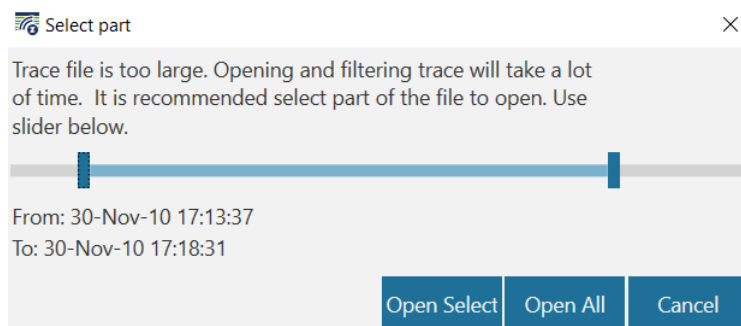 Select part
Trace file is too large. Opening and filtering trace will take a lot
of time.  It is recommended select part of the file to open. Use
slider below.
From: 30-Nov-10 17:13:37
To: 30-Nov-10 17:18:31
Open Select Open All Cancel